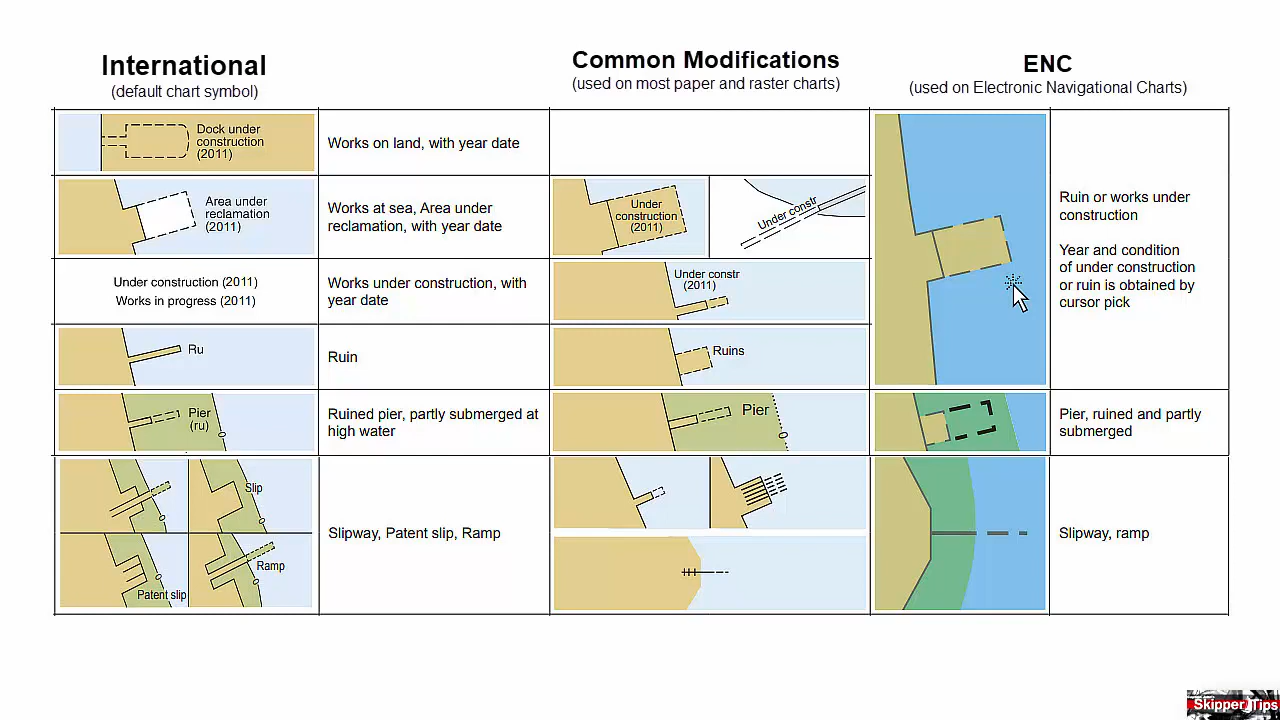 International
(default chart symbol)
Common Modifications
(used on most paper and raster charts)
ENC
(used on Electronic Navigational Charts)
Dock under
construction
(2011)
Works on land, with year date
Area under
reclamation
(2011)
Works at sea, Area under
reclamation, with year date
Under
construction
(2011)
Under constr
Ruin or works under
construction
Year and condition
of under construction
or ruin is obtained by
cursor pick
Under construction (2011)
Works in progress (2011)
Works under construction, with
year date
Under constr
(2011)
Ru
Ruin
Ruins
Pier
(ru)
Ruined pier, partly submerged at
high water
Pier
Pier, ruined and partly
submerged
Slip
Patent slip
Ramp
Slipway, Patent slip, Ramp
Slipway, ramp
Skipper Tips